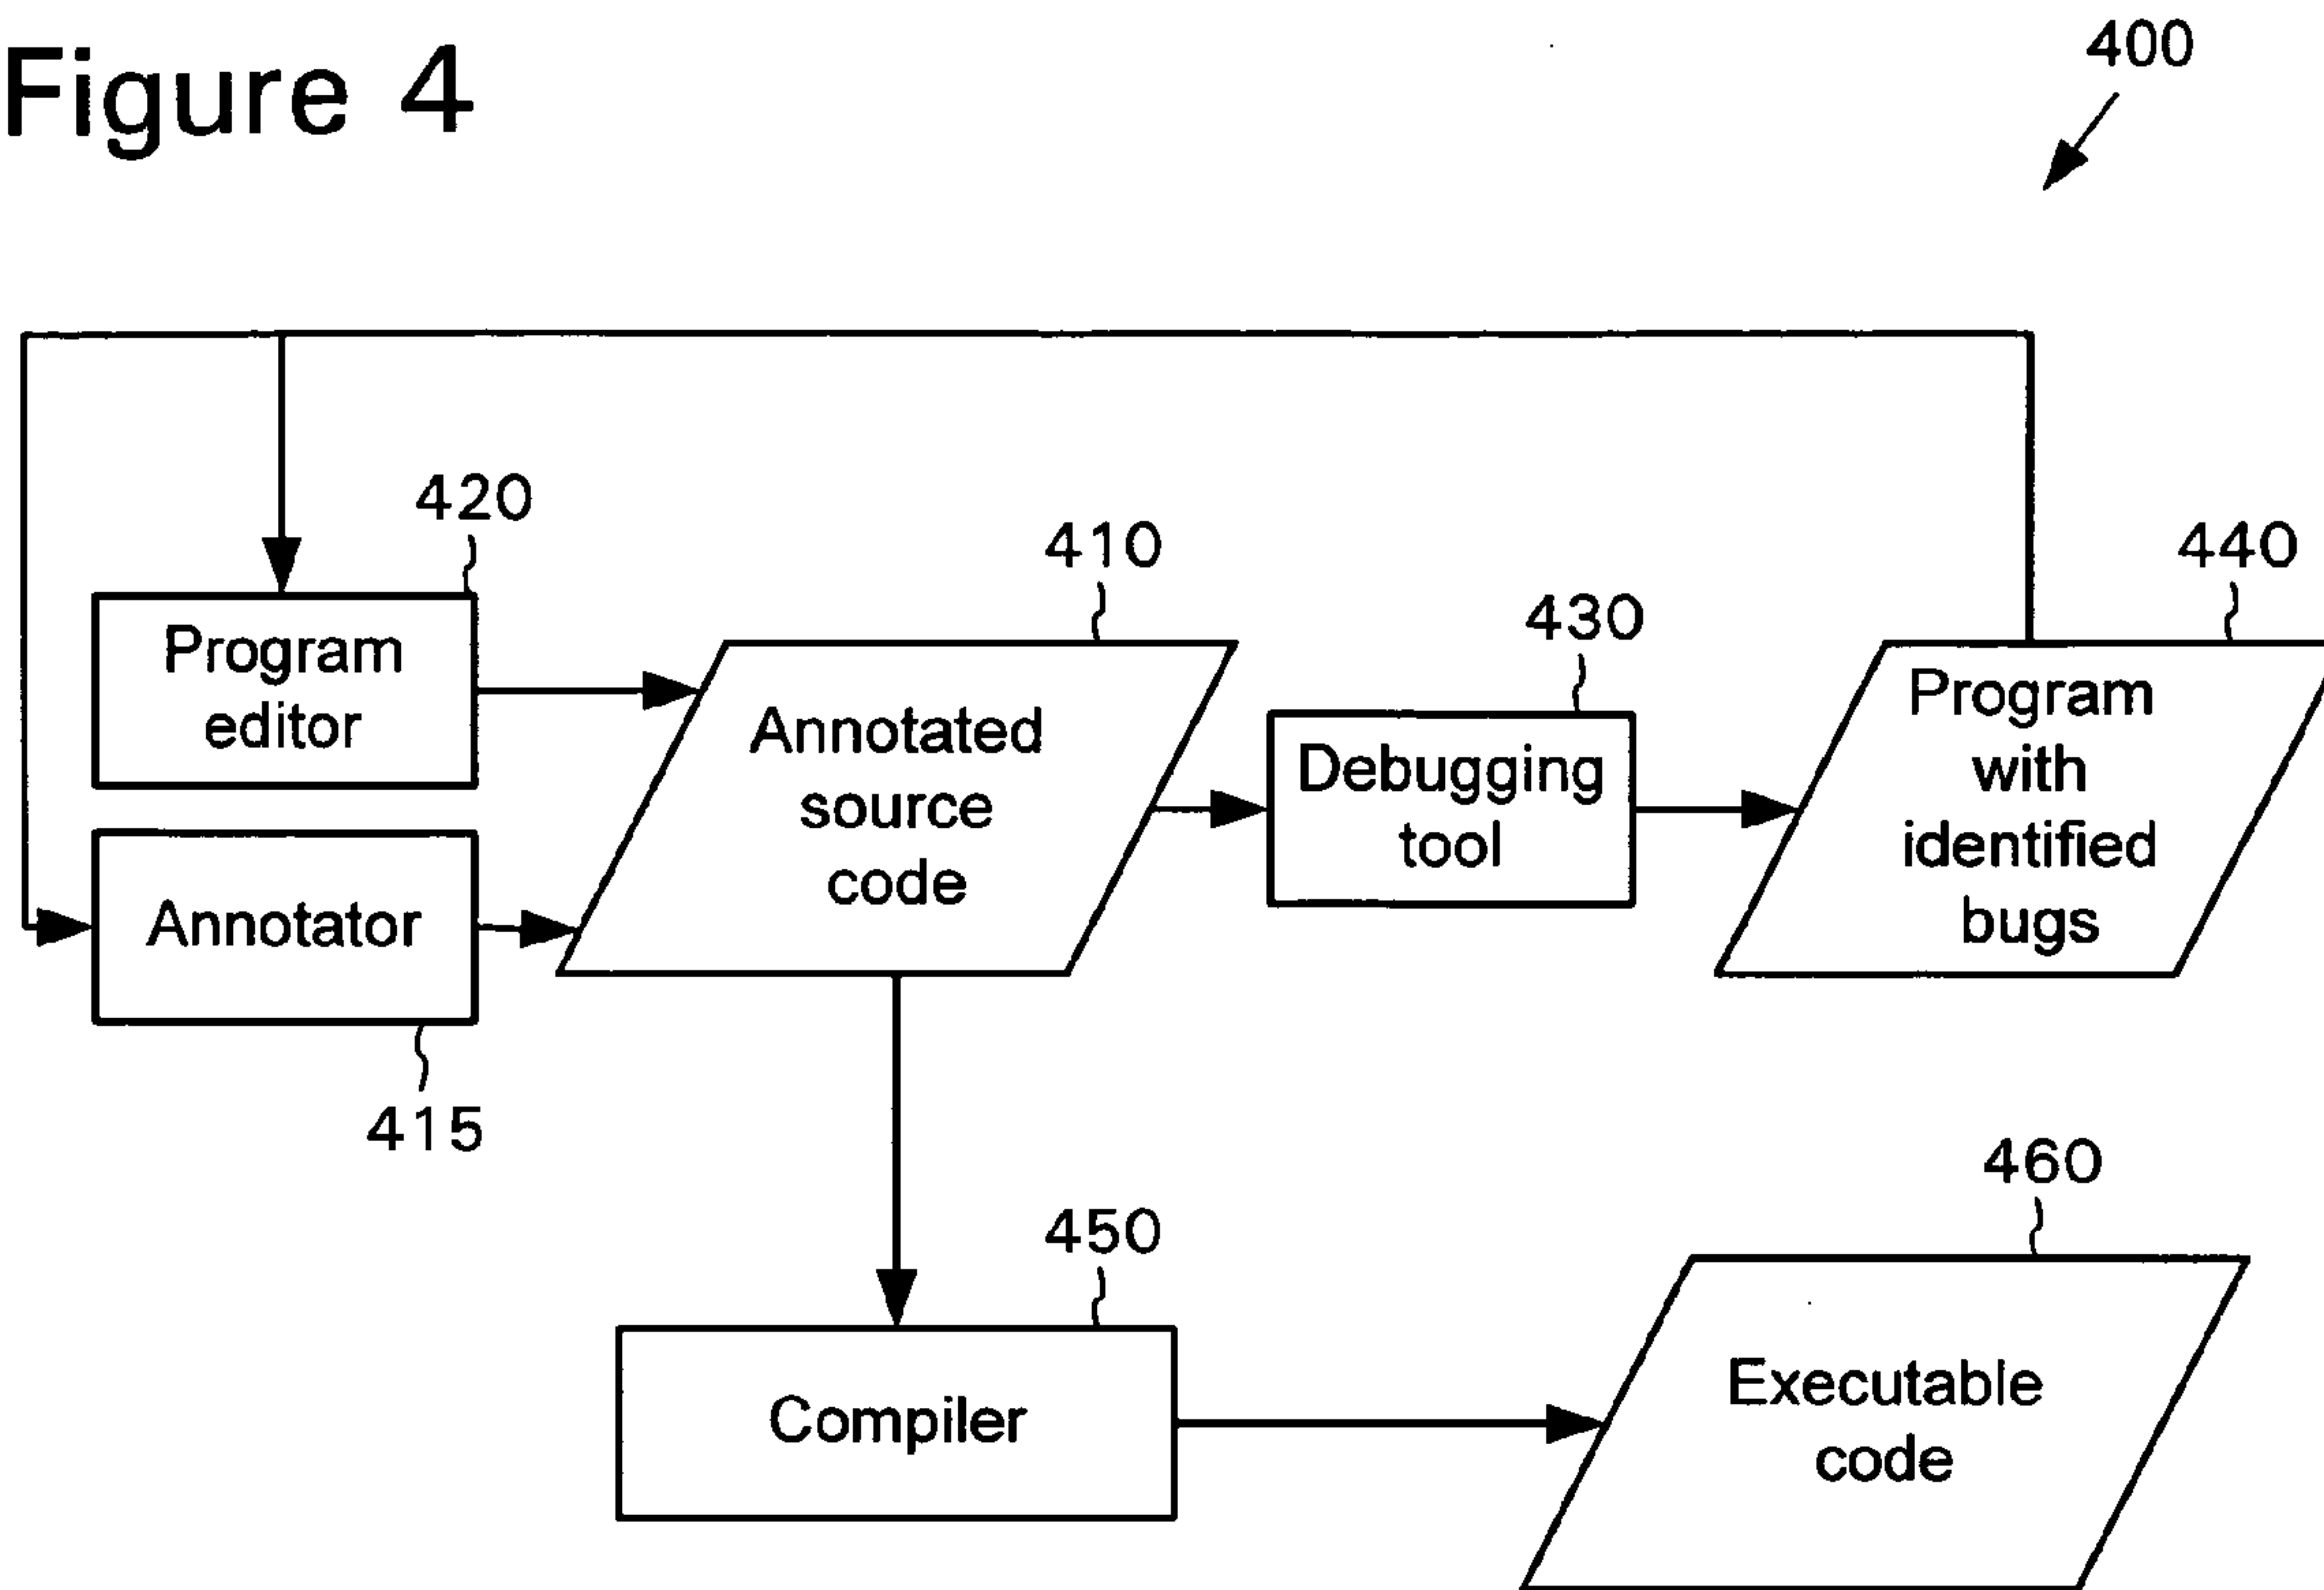 Figure 4
400
420
410
430
440
Program
editor
Annotated
source
code
Debugging
tool
Program
with
identified
bugs
Annotator
415
450
460
Compiler
Executable
code